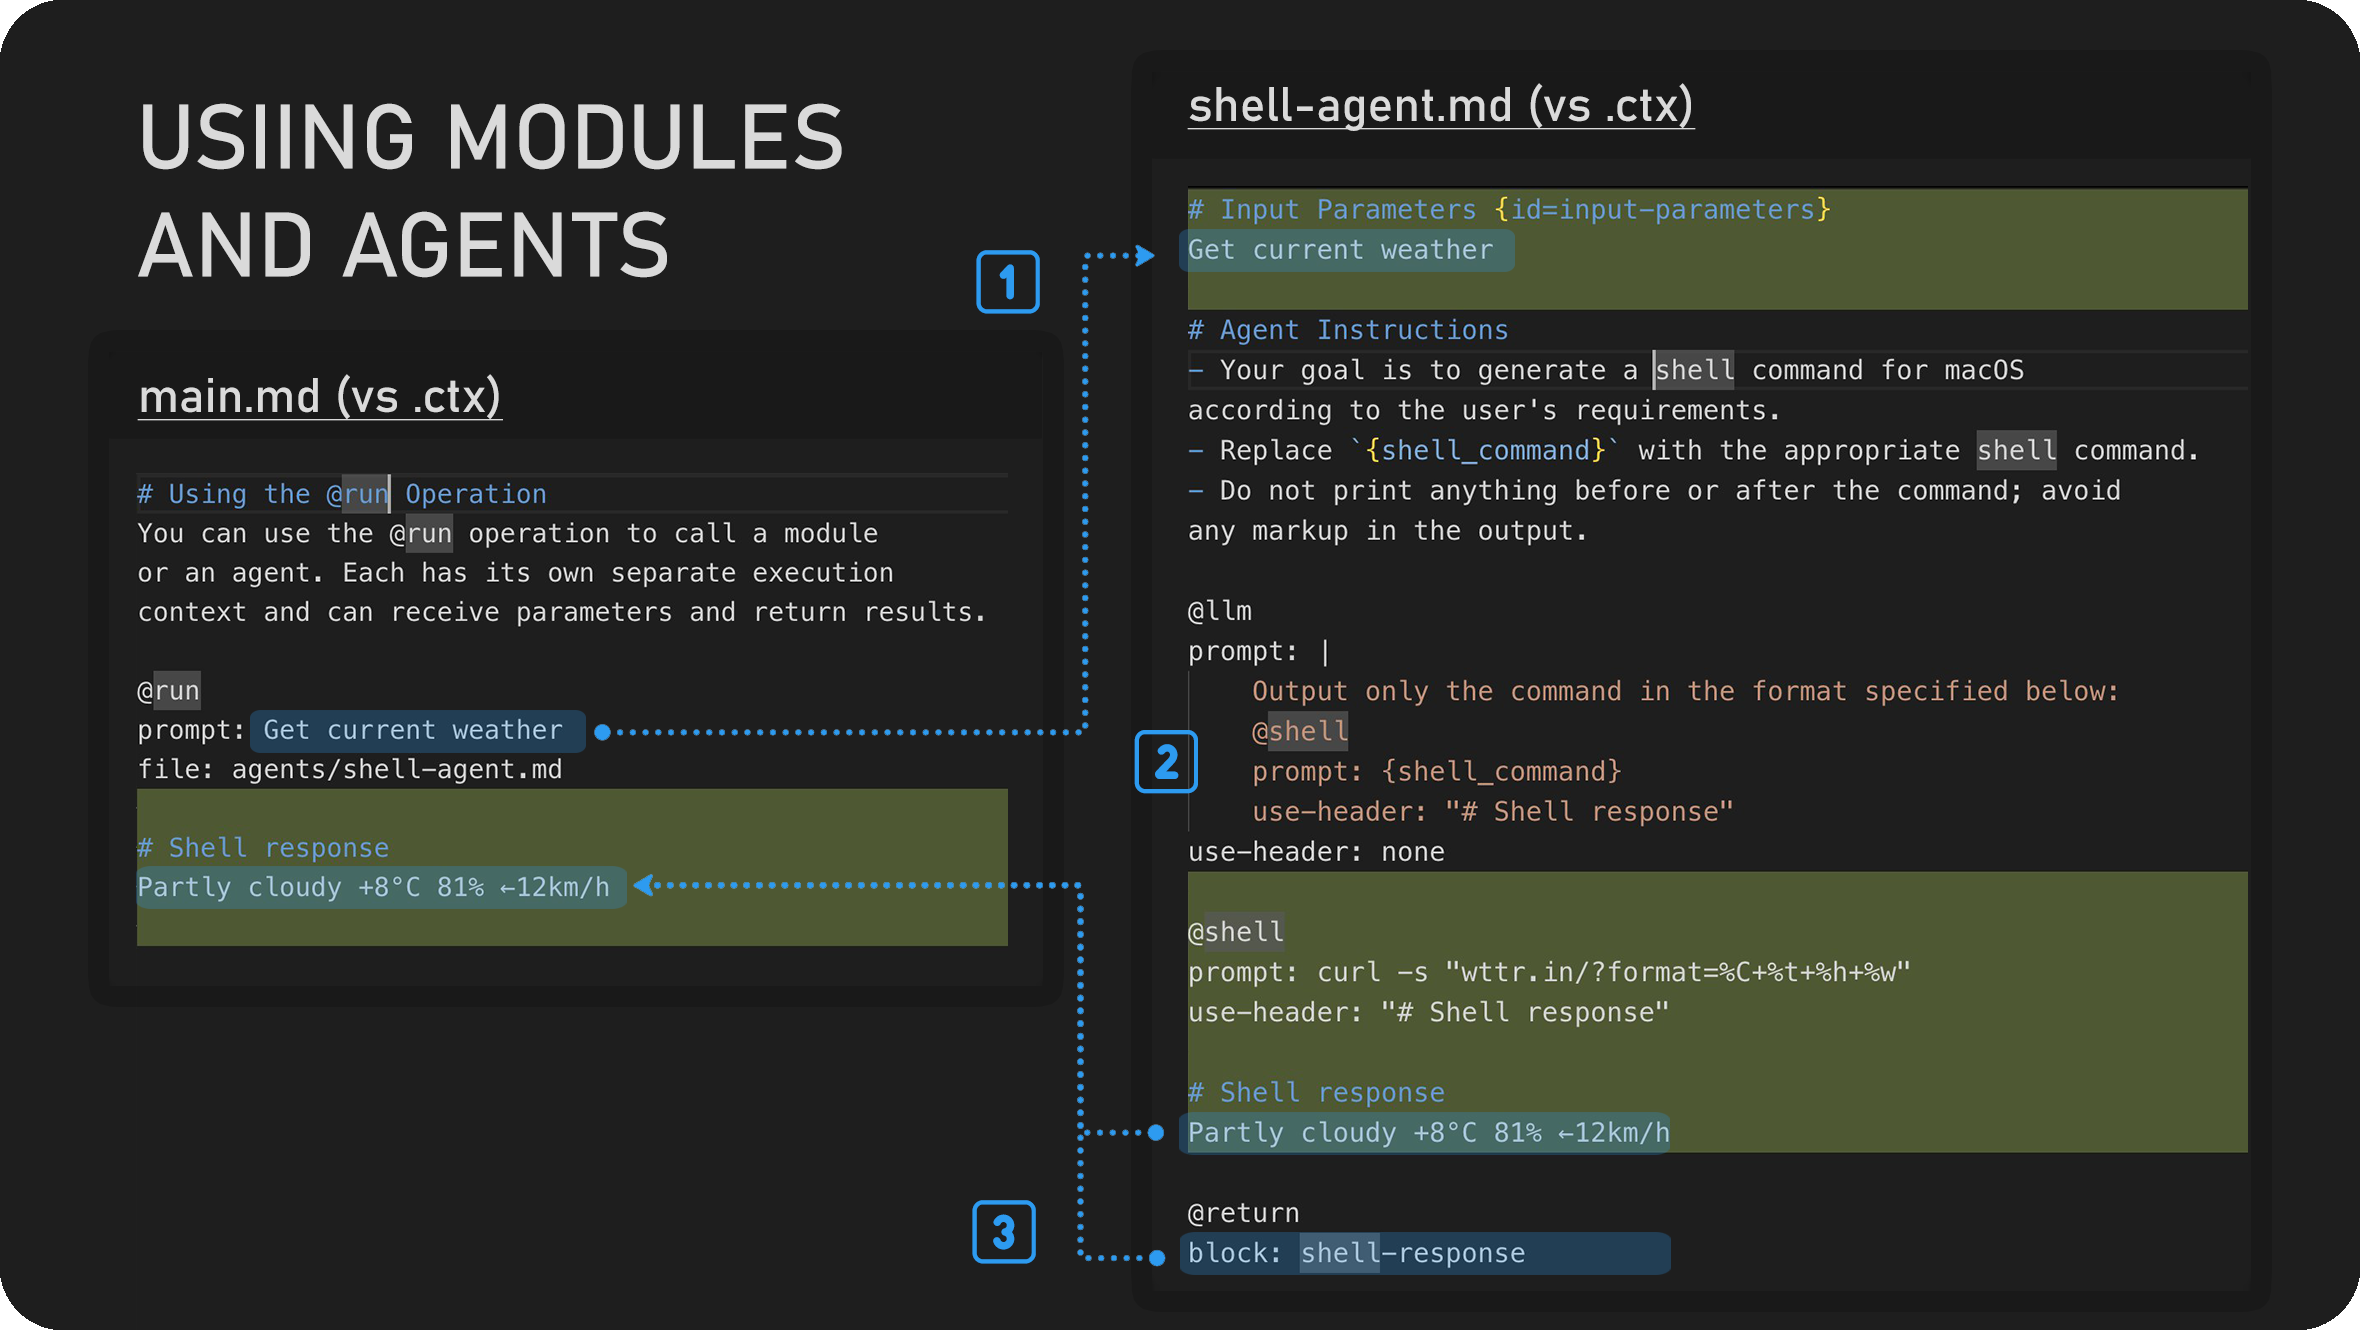 USIING MODULES
AND AGENTS
main.md (vs .ctx)
# Using the @run Operation
You can use the @run operation to call a module
or an agent. Each has its own separate execution
context and can receive parameters and return results.
@run
prompt: Get current weather
file: agents/shell-agent.md
# Shell response
Partly cloudy +8°C 81% ←12km/h
1
2
3
shell-agent.md (vs .ctx)
# Input Parameters {id=input-parameters}
Get current weather
# Agent Instructions
- Your goal is to generate a shell command for macOS
according to the user's requirements.
- Replace `{shell_command}` with the appropriate shell command.
- Do not print anything before or after the command; avoid
any markup in the output.
@llm
prompt: |
Output only the command in the format specified below:
@shell
prompt: {shell_command}
use-header: "# Shell response"
use-header: none
@shell
prompt: curl -s "wttr.in/?format=%C+%t+%h+%w"
use-header: "# Shell response"
# Shell response
Partly cloudy +8°C 81% ←12km/h
@return
block: shell-response